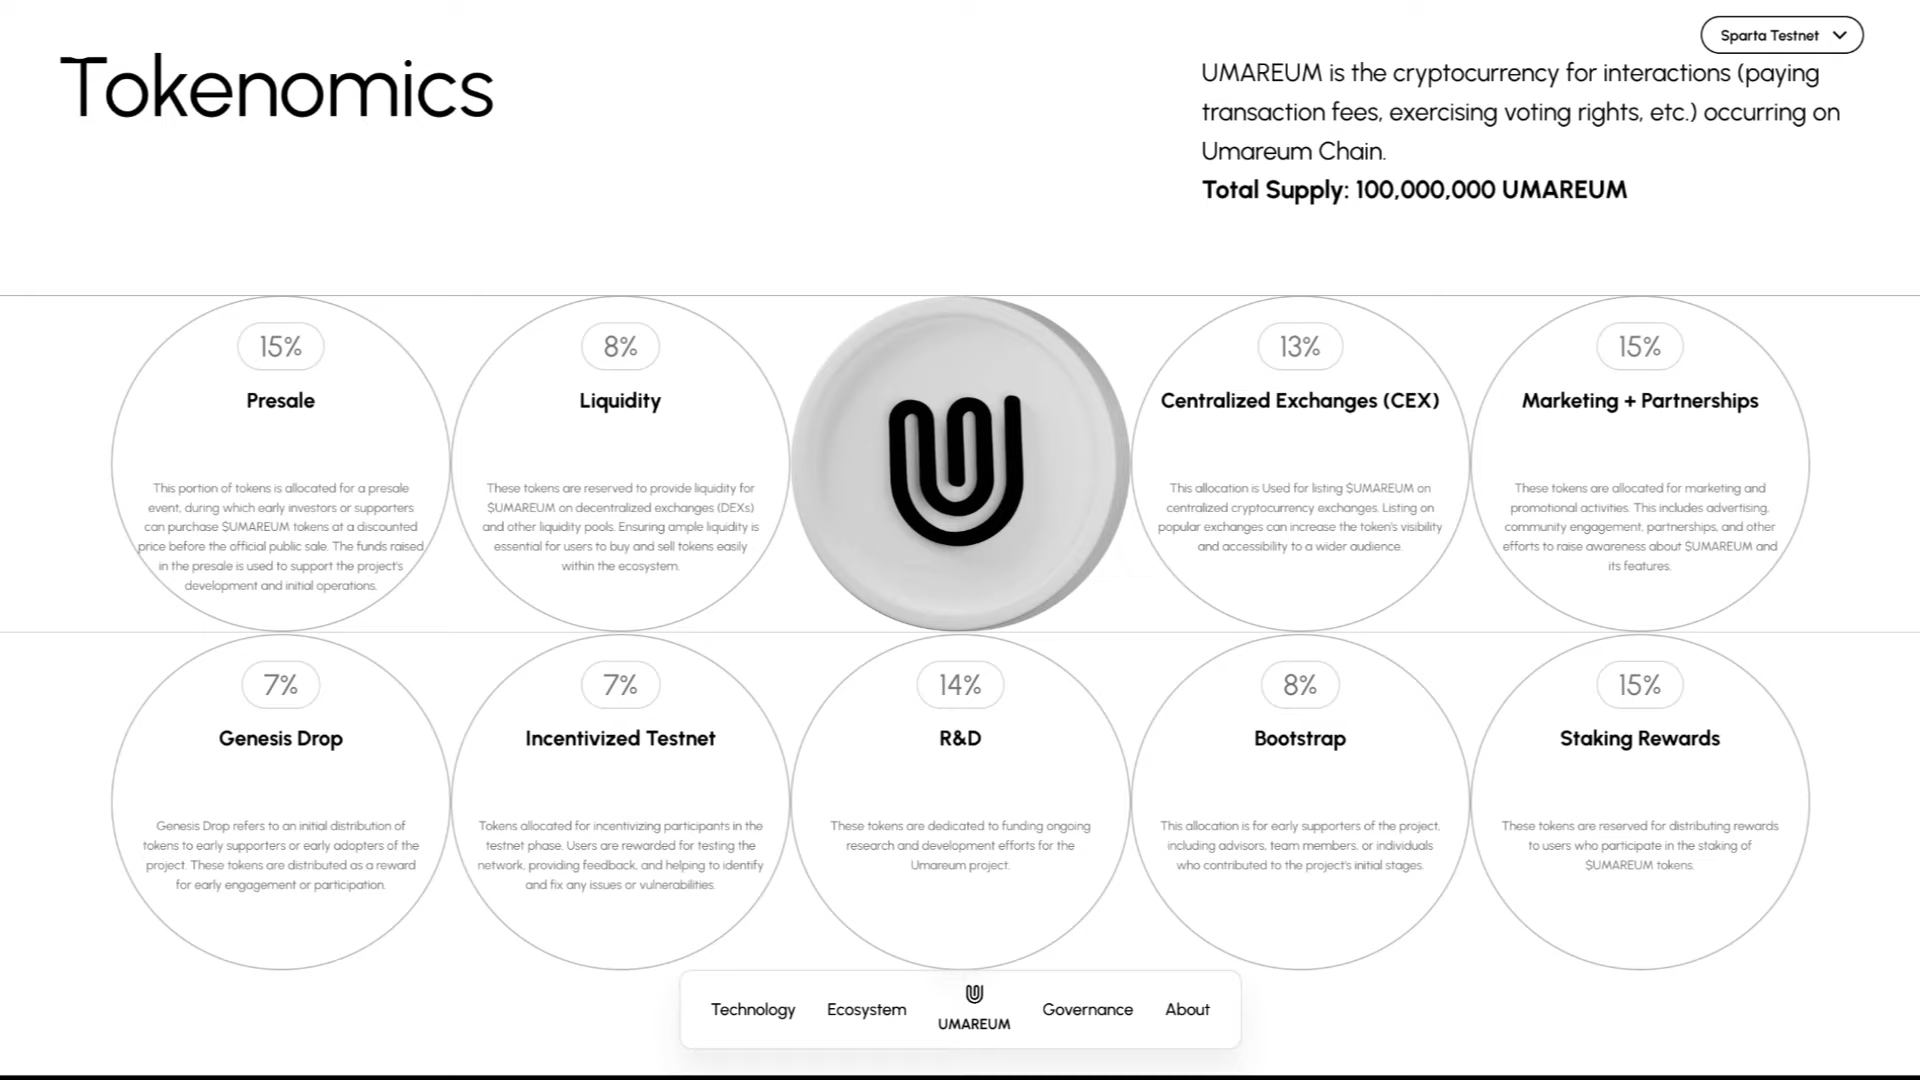 Sparta Testnet
Tokenomics
UMAREUM is the cryptocurrency for interactions (paying
transaction fees, exercising voting rights, etc.) occurring on
Umareum Chain.
Total Supply: 100,000,000 UMAREUM
15%
Presale
This portion of tokens is allocated for a presale
event, during which early investors or supporters
can purchase $UMAREUM tokens at a discounted
price before the official public sale. The funds raised
in the presale is used to support the project's
development and initial operations.
8%
Liquidity
These tokens are reserved to provide liquidity for
$UMAREUM on decentralized exchanges (DEXs)
and other liquidity pools. Ensuring ample liquidity is
essential for users to buy and sell tokens easily
within the ecosystem.
13%
Centralized Exchanges (CEX)
This allocation is Used for listing $UMAREUM on
centralized cryptocurrency exchanges. Listing on
popular exchanges can increase the token's visibility
and accessibility to a wider audience.
15%
Marketing + Partnerships
These tokens are allocated for marketing and
promotional activities. This includes advertising,
community engagement, partnerships, and other
efforts to raise awareness about $UMAREUM and
its features.
7%
Genesis Drop
Genesis Drop refers to an initial distribution of
tokens to early supporters or early adopters of the
project. These tokens are distributed as a reward
for early engagement or participation.
7%
Incentivized Testnet
Tokens allocated for incentivizing participants in the
testnet phase. Users are rewarded for testing the
network, providing feedback, and helping to identify
and fix any issues or vulnerabilities.
14%
R&D
These tokens are dedicated to funding ongoing
research and development efforts for the
Umareum project.
8%
Bootstrap
This allocation is for early supporters of the project,
including advisors, team members, or individuals
who contributed to the project's initial stages.
15%
Staking Rewards
These tokens are reserved for distributing rewards
to users who participate in the staking of
$UMAREUM tokens.
Technology
Ecosystem
UMAREUM
Governance
About